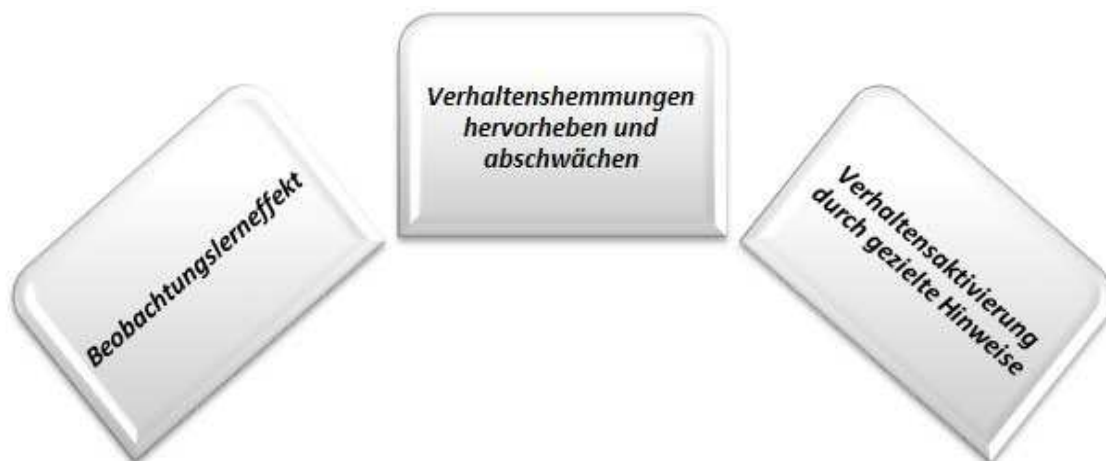 Beobachtungslerneffekt
Verhaltenshemmungen
hervorheben und
abschwächen
Verhaltensaktivierung
durch gezielte Hinweise